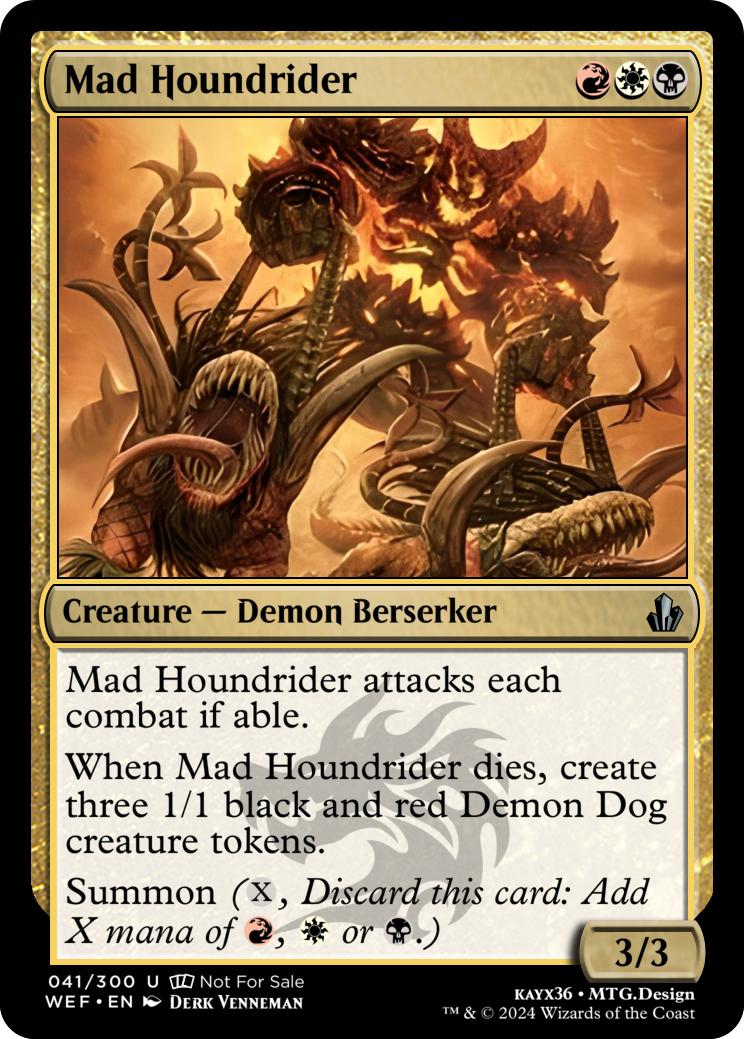 Mad Houndrider
Creature — Demon Berserker
Mad Houndrider attacks each
combat if able.
When Mad Houndrider dies, create
three 1/1 black and red Demon Dog
creature tokens.
Summon (X, Discard this card: Add
X mana of , or .)
3/3
041/300 U Not For Sale
WEF • EN DERK VENNEMAN
KAYX36 • MTG.Design
™ & © 2024 Wizards of the Coast